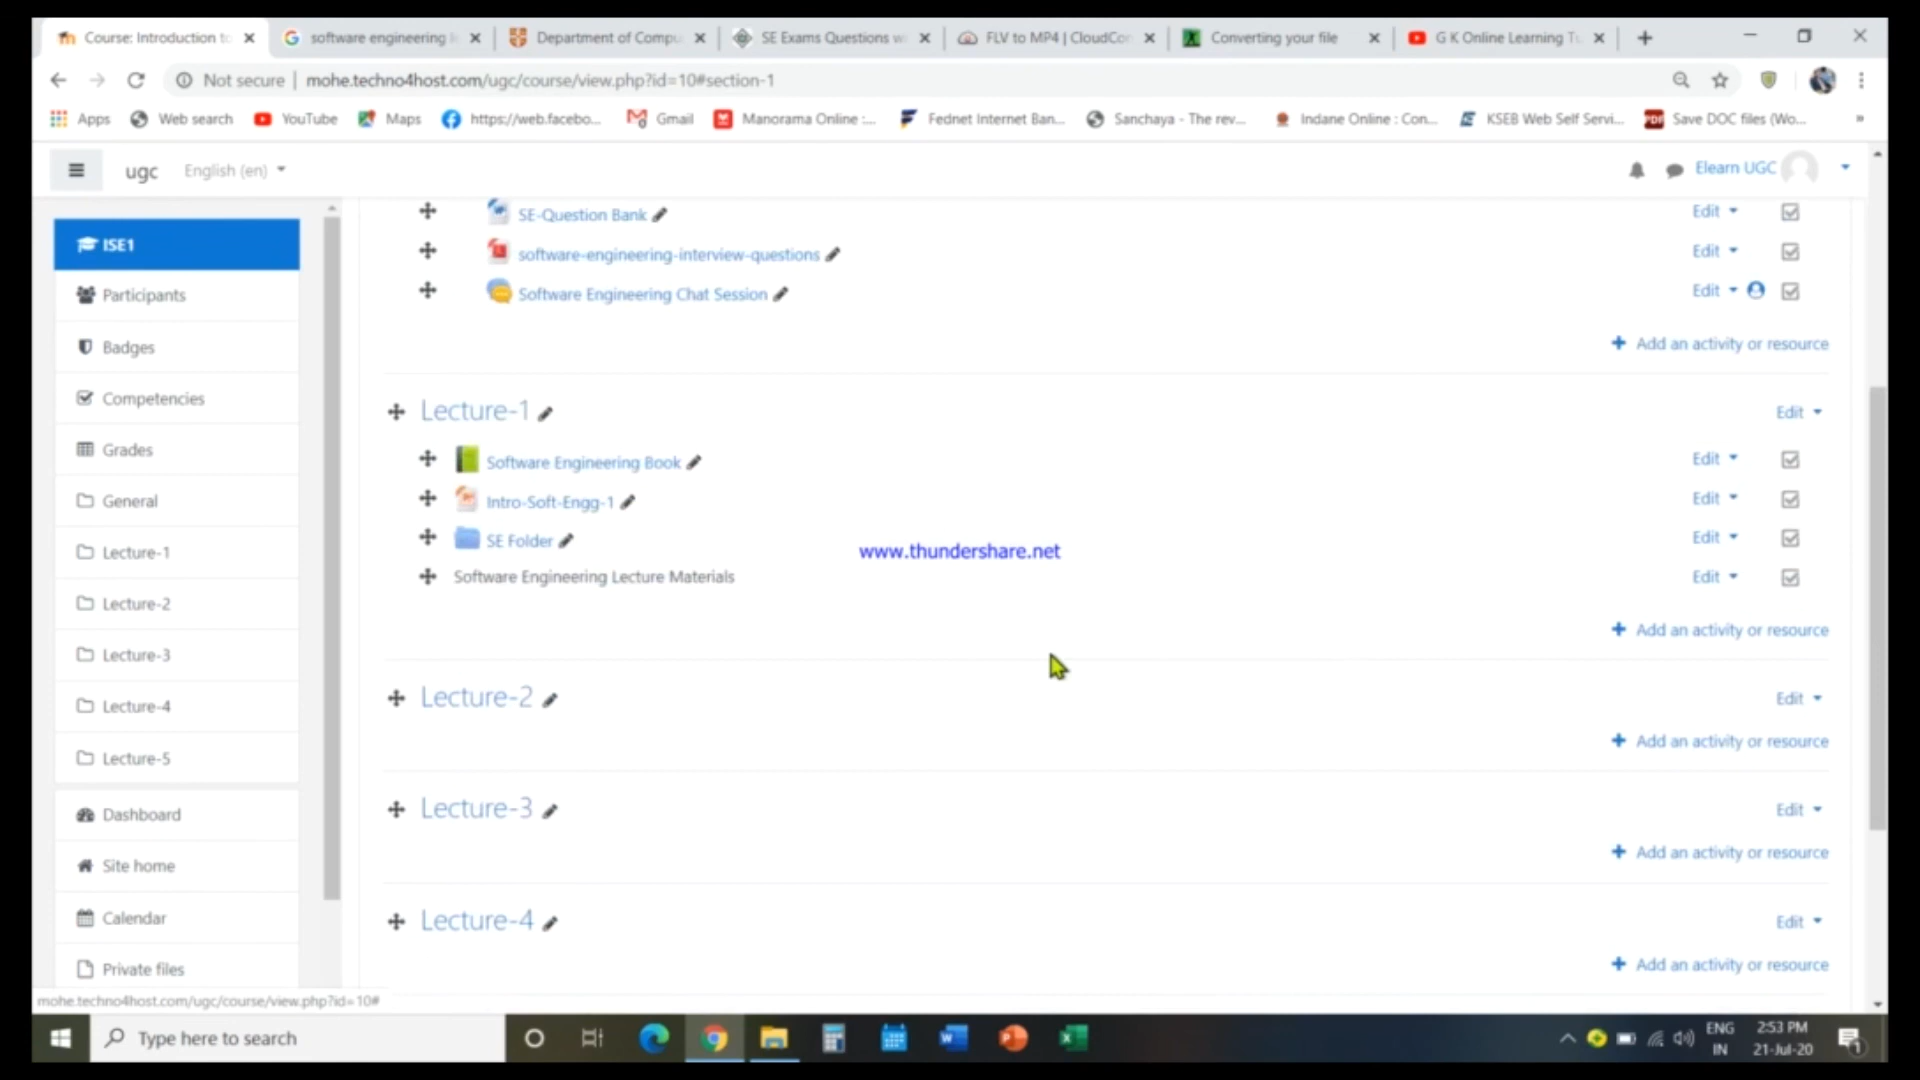 Course: Introduction to
software engineering l
Department of Compu
SE Exams Questions w
FLV to MP4 | CloudCon
Converting your file
G K Online Learning Tu
Not secure | mohe.techno4host.com/ugc/course/view.php?id=10#section-1
Apps
Web search
YouTube
Maps
https://web.facebo...
Gmail
Manorama Online :...
Fednet Internet Ban...
Sanchaya - The rev...
Indane Online : Con...
KSEB Web Self Servi...
PDF
Save DOC files (Wo...
»
ugc
English (en)
Elearn UGC
ISE1
Participants
Badges
Competencies
Grades
General
Lecture-1
Lecture-2
Lecture-3
Lecture-4
Lecture-5
Dashboard
Site home
Calendar
Private files
SE-Question Bank
Edit
software-engineering-interview-questions
Edit
Software Engineering Chat Session
Edit
Add an activity or resource
Lecture-1
Edit
Software Engineering Book
Edit
Intro-Soft-Engg-1
Edit
SE Folder
Edit
www.thundershare.net
Software Engineering Lecture Materials
Edit
Add an activity or resource
Lecture-2
Edit
Add an activity or resource
Lecture-3
Edit
Add an activity or resource
Lecture-4
Edit
Add an activity or resource
mohe.techno4host.com/ugc/course/view.php?id=10#
Type here to search
ENG
IN
2:53 PM
21-Jul-20
1